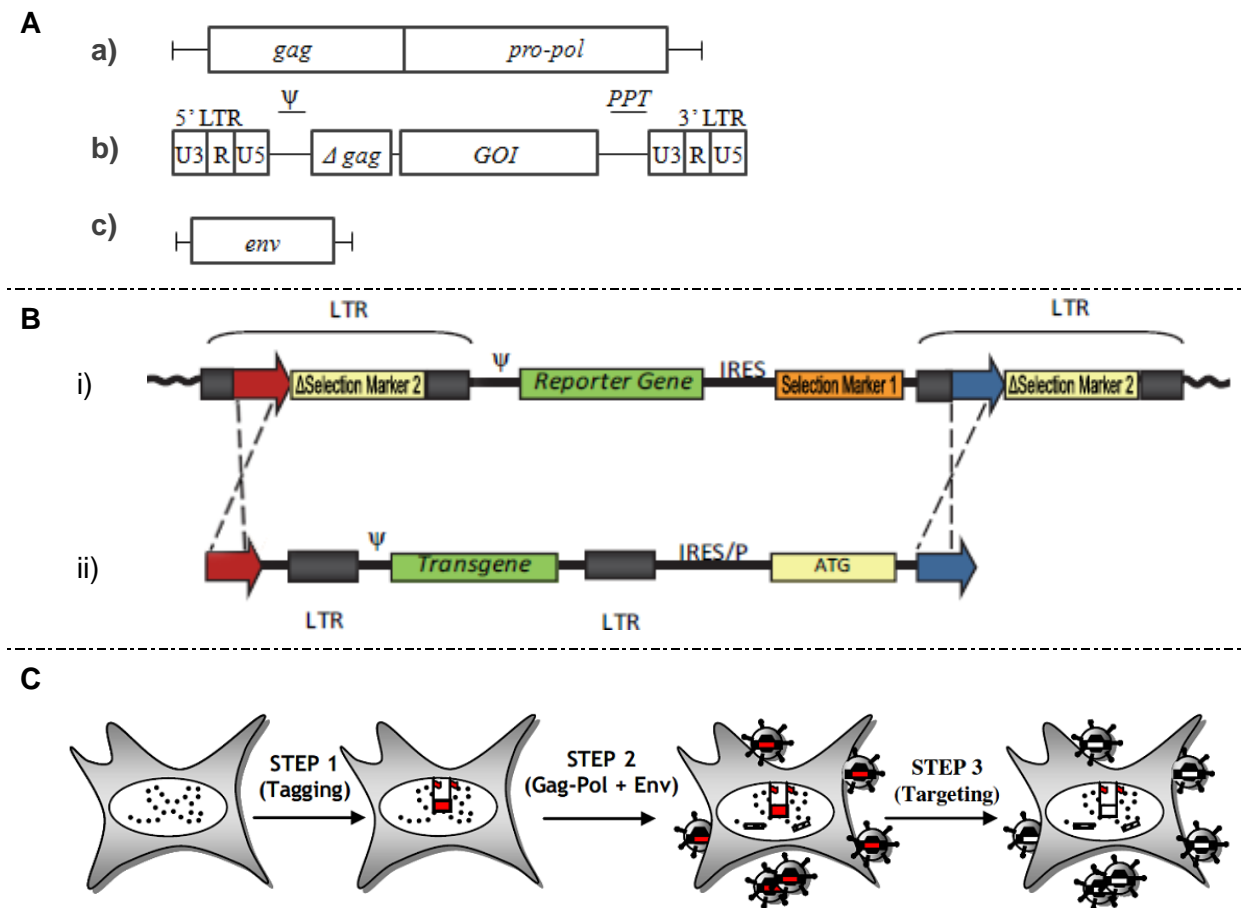 A
a) gag pro-pol
Ψ PPT
5' LTR 3' LTR
b) U3 R U5 Δ gag GOI U3 R U5
c) env
B
LTR LTR
Ψ IRES
i) ΔSelection Marker 2 Reporter Gene Selection Marker 1 ΔSelection Marker 2
Ψ IRES/P
ii) Transgene ATG
LTR LTR
C
STEP 1 STEP 2 STEP 3
(Tagging) (Gag-Pol + Env) (Targeting)